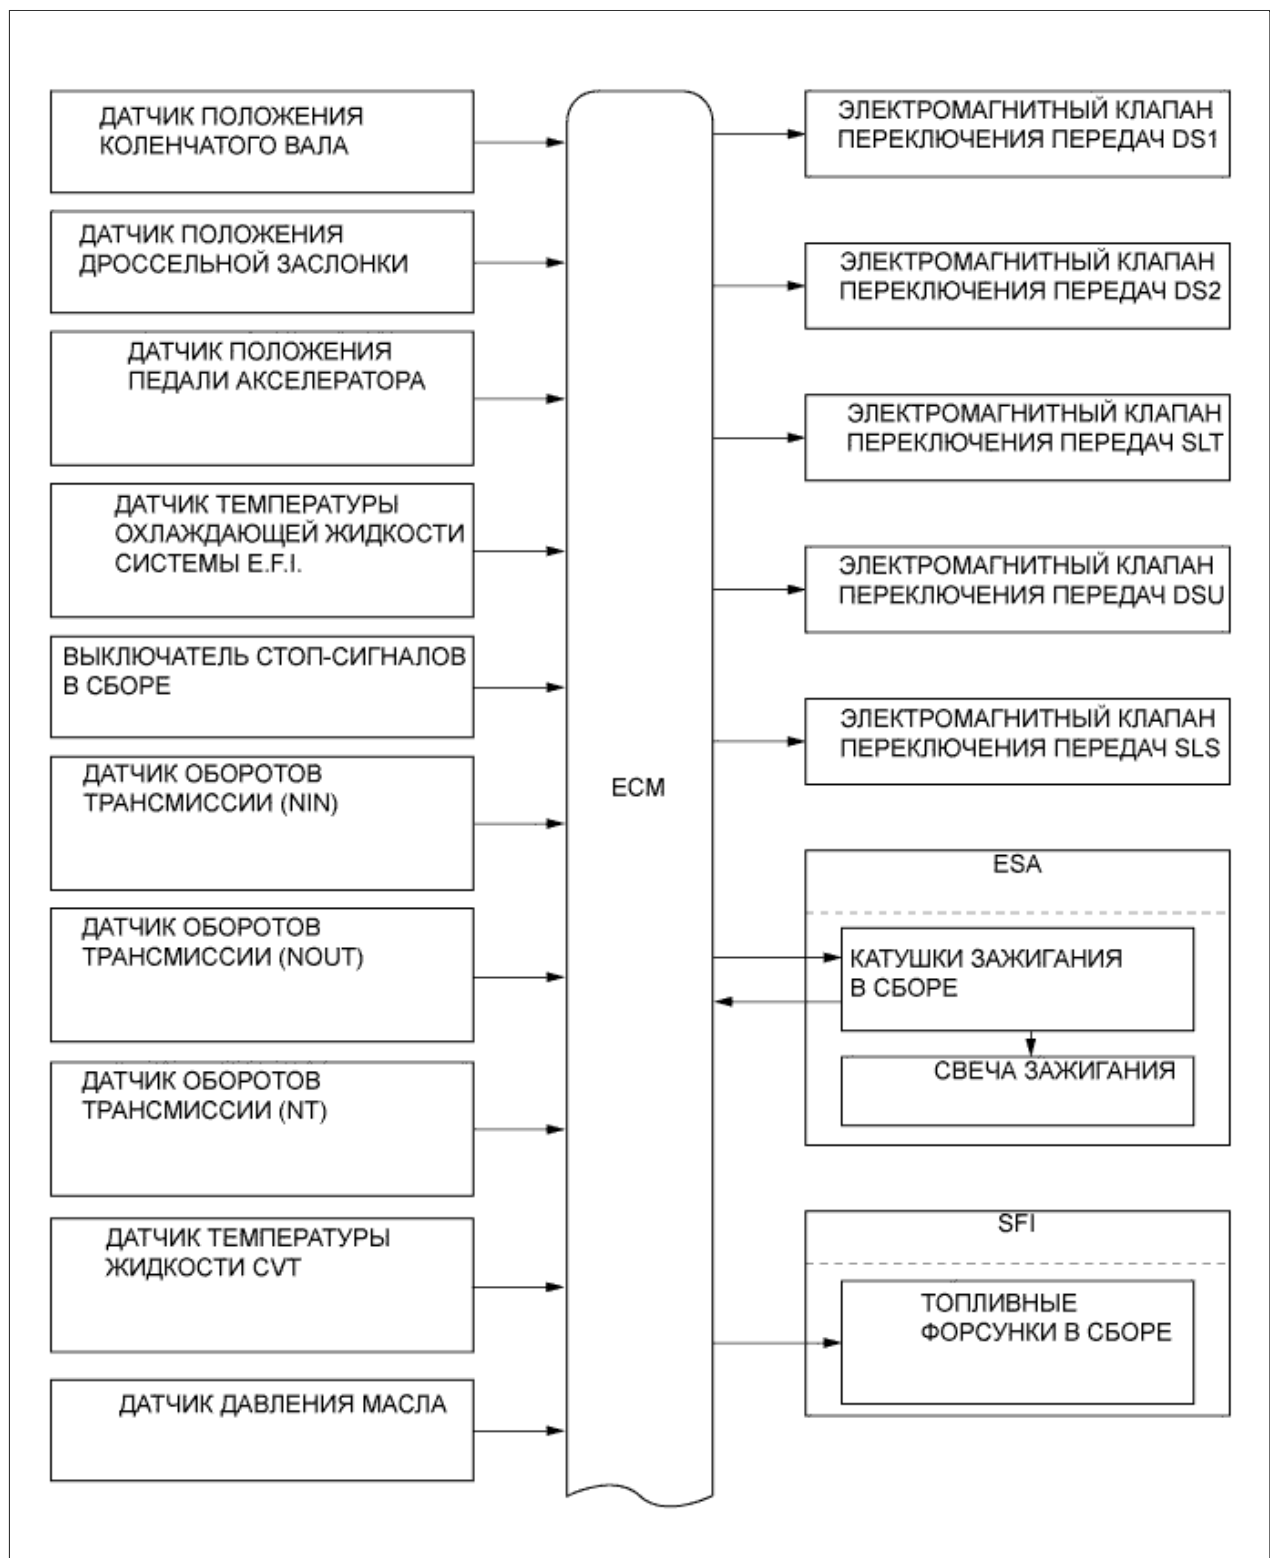 ДАТЧИК ПОЛОЖЕНИЯ
КОЛЕНЧАТОГО ВАЛА
ДАТЧИК ПОЛОЖЕНИЯ
ДРОССЕЛЬНОЙ ЗАСЛОНКИ
ДАТЧИК ПОЛОЖЕНИЯ
ПЕДАЛИ АКСЕЛЕРАТОРА
ДАТЧИК ТЕМПЕРАТУРЫ
ОХЛАЖДАЮЩЕЙ ЖИДКОСТИ
СИСТЕМЫ E.F.I.
ВЫКЛЮЧАТЕЛЬ СТОП-СИГНАЛОВ
В СБОРЕ
ДАТЧИК ОБОРОТОВ
ТРАНСМИССИИ (NIN)
ДАТЧИК ОБОРОТОВ
ТРАНСМИССИИ (NOUT)
ДАТЧИК ОБОРОТОВ
ТРАНСМИССИИ (NT)
ДАТЧИК ТЕМПЕРАТУРЫ
ЖИДКОСТИ CVT
ДАТЧИК ДАВЛЕНИЯ МАСЛА
ECM
ЭЛЕКТРОМАГНИТНЫЙ КЛАПАН
ПЕРЕКЛЮЧЕНИЯ ПЕРЕДАЧ DS1
ЭЛЕКТРОМАГНИТНЫЙ КЛАПАН
ПЕРЕКЛЮЧЕНИЯ ПЕРЕДАЧ DS2
ЭЛЕКТРОМАГНИТНЫЙ КЛАПАН
ПЕРЕКЛЮЧЕНИЯ ПЕРЕДАЧ SLT
ЭЛЕКТРОМАГНИТНЫЙ КЛАПАН
ПЕРЕКЛЮЧЕНИЯ ПЕРЕДАЧ DSU
ЭЛЕКТРОМАГНИТНЫЙ КЛАПАН
ПЕРЕКЛЮЧЕНИЯ ПЕРЕДАЧ SLS
ESA
КАТУШКИ ЗАЖИГАНИЯ
В СБОРЕ
СВЕЧА ЗАЖИГАНИЯ
SFI
ТОПЛИВНЫЕ
ФОРСУНКИ В СБОРЕ